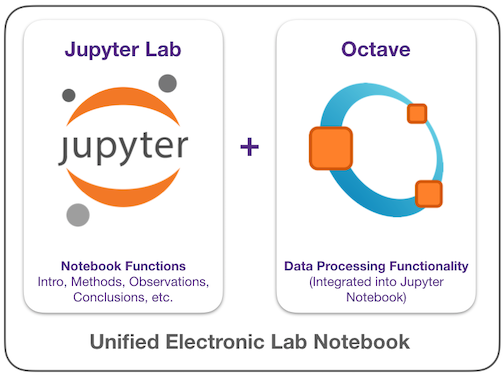 Jupyter Lab
jupyter
Notebook Functions
Intro, Methods, Observations,
Conclusions, etc.
+
Octave
Data Processing Functionality
(Integrated into Jupyter
Notebook)
Unified Electronic Lab Notebook